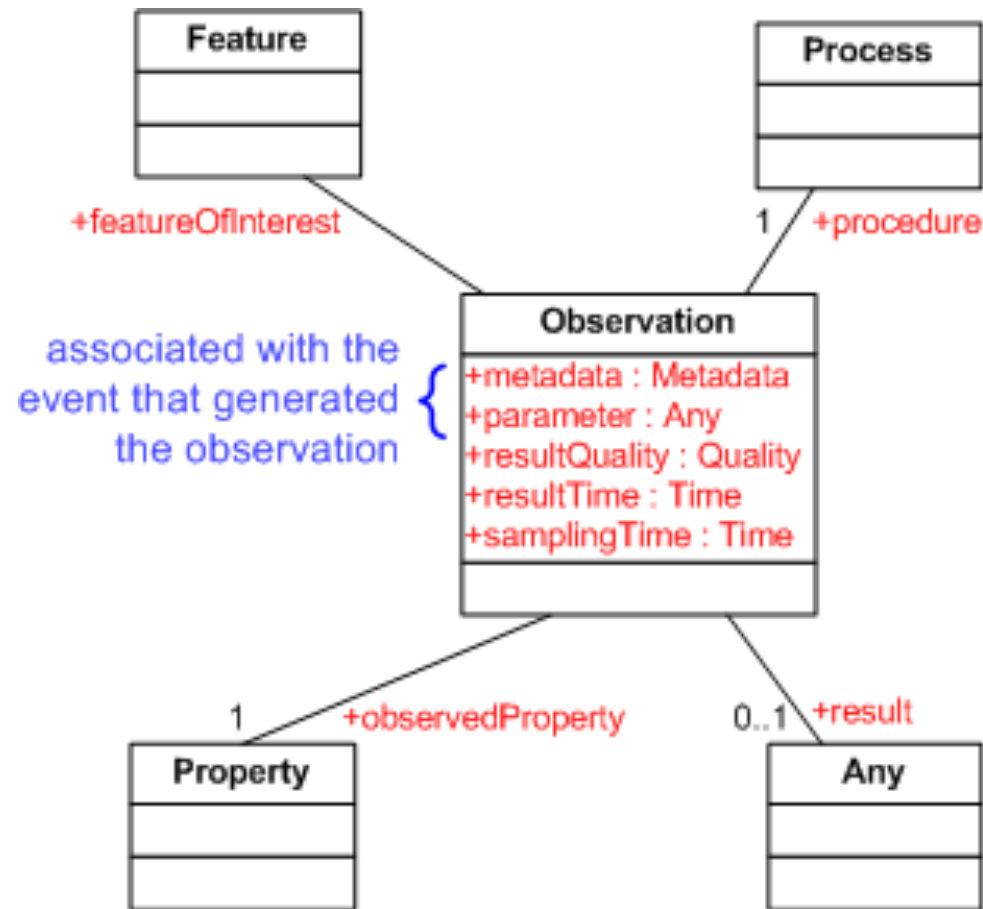 Feature
Process
+featureOfInterest
1
+procedure
Observation
associated with the
event that generated
the observation
{
+metadata : Metadata
+parameter : Any
+resultQuality : Quality
+resultTime : Time
+samplingTime : Time
1
+observedProperty
0..1
+result
Property
Any